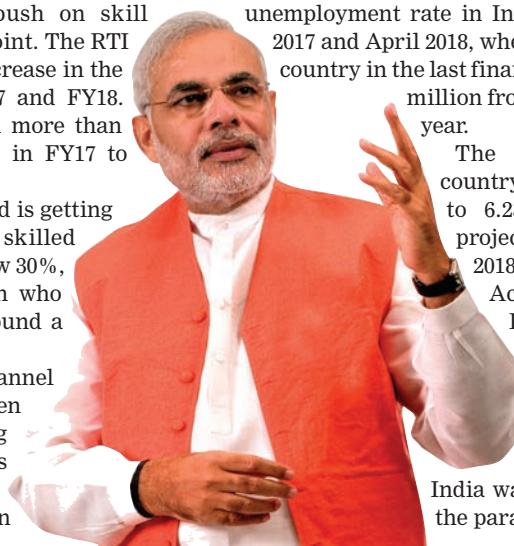 push on skill
oint. The RTI
crease in the
7 and FY18.
more than
in FY17 to
d is getting
skilled
w 30%,
n who
ound a
annel
en
g
s
n
unemployment rate in In
2017 and April 2018, whe
country in the last finan
million fro
year.
The
country
to 6.2
projec
2018
Ac
India wa
the para